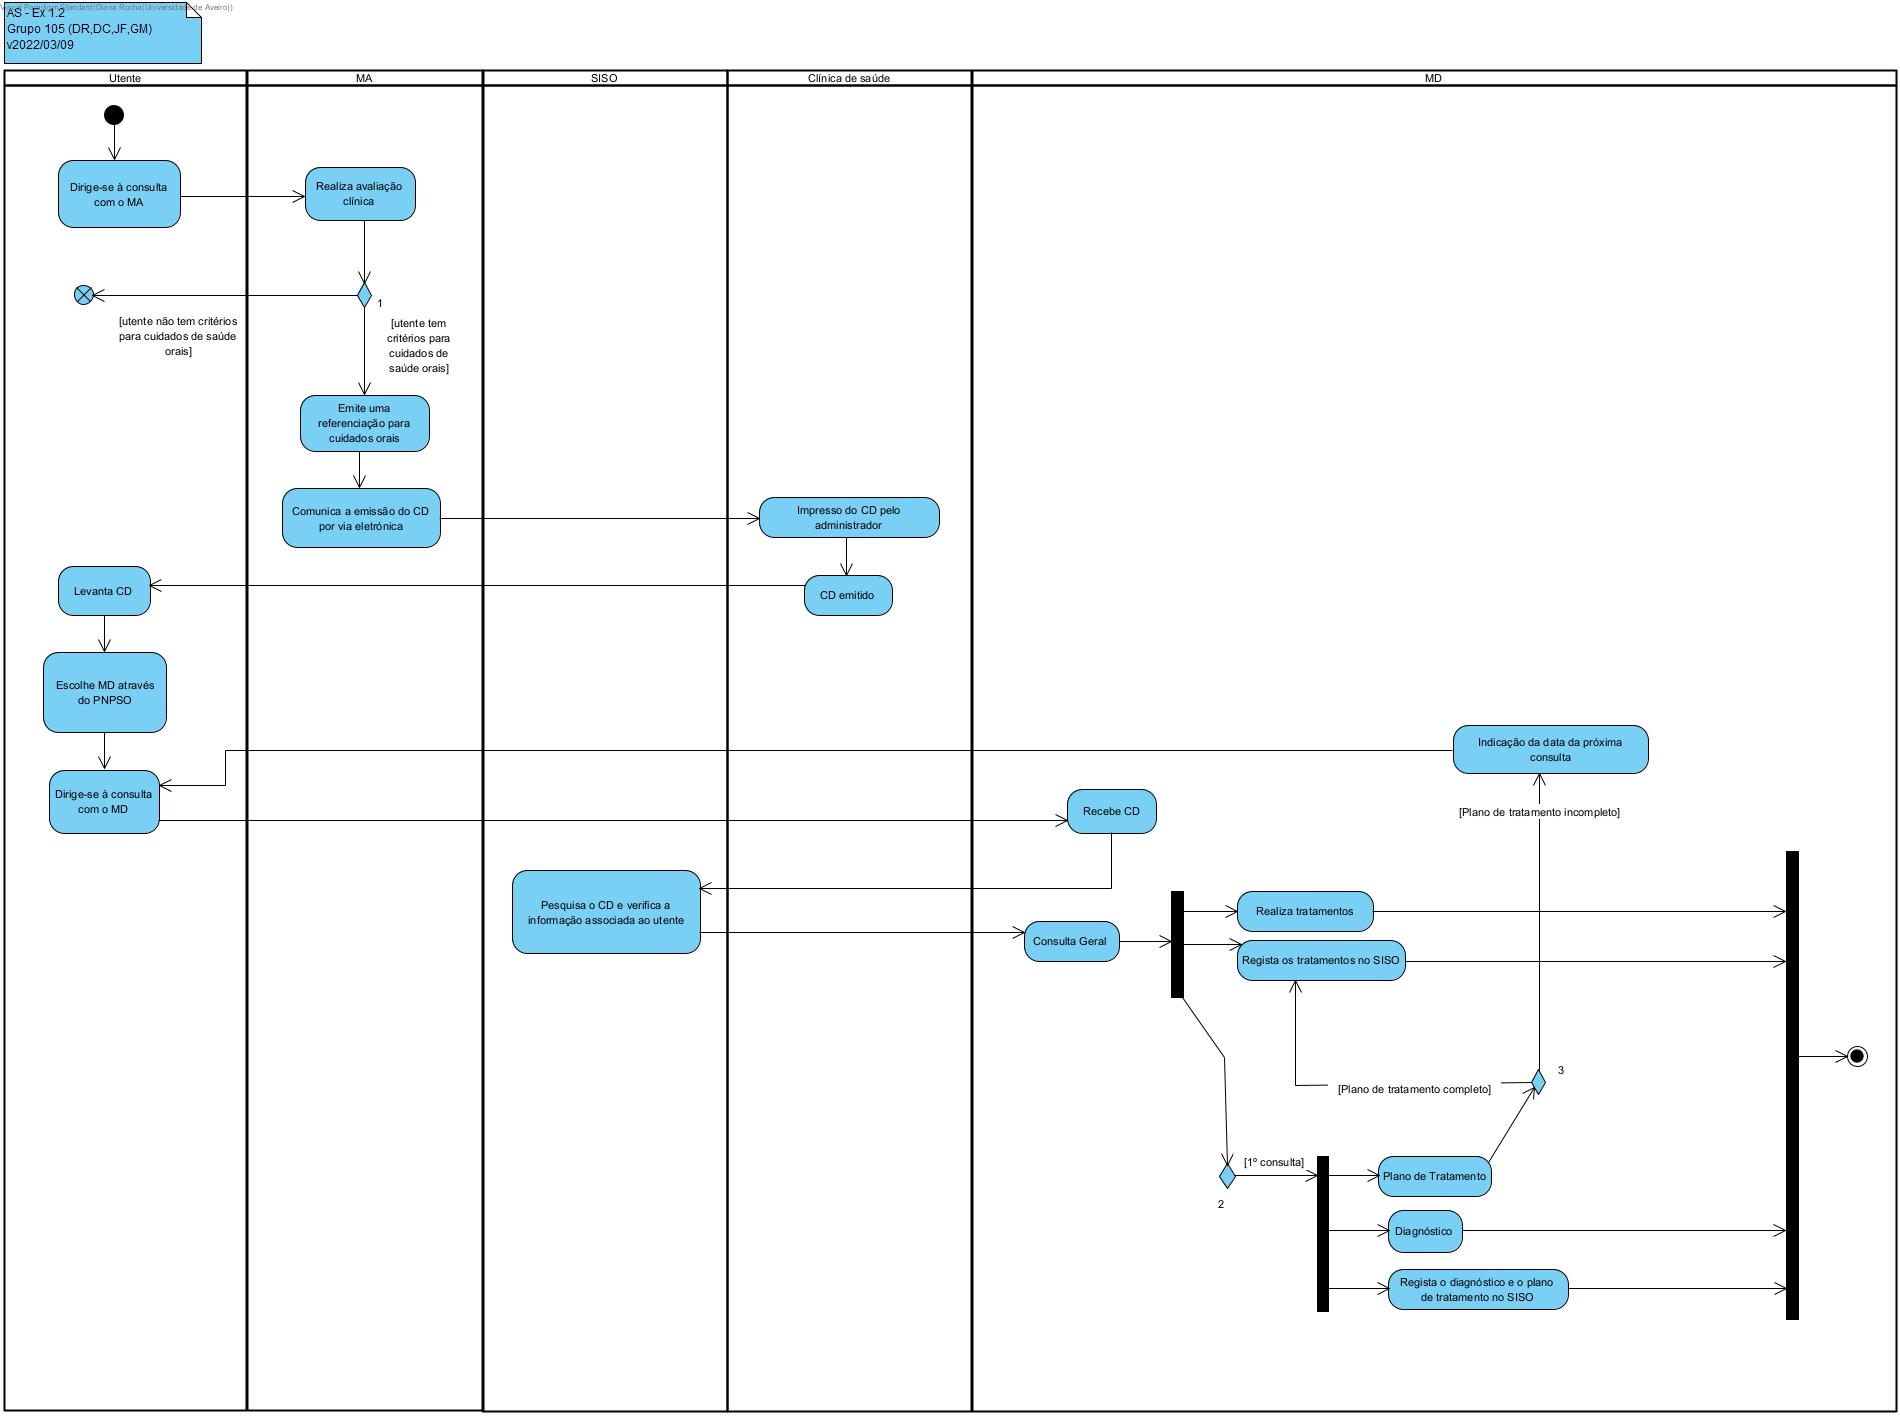 Visual Paradigm Standard(Diana Rocha(Universidade de Aveiro))
AS - Ex 1.2
Grupo 105 (DR,DC,JF,GM)
v2022/03/09
Utente
MA
SISO
Clínica de saúde
MD
Dirige-se à consulta
com o MA
Realiza avaliação
clínica
1
[utente não tem critérios
para cuidados de saúde
orais]
[utente tem
critérios para
cuidados de
saúde orais]
Emite uma
referenciação para
cuidados orais
Comunica a emissão do CD
por via eletrónica
Impresso do CD pelo
administrador
Levanta CD
CD emitido
Escolhe MD através
do PNPSO
Indicação da data da próxima
consulta
Dirige-se à consulta
com o MD
Recebe CD
[Plano de tratamento incompleto]
Pesquisa o CD e verifica a
informação associada ao utente
Consulta Geral
Realiza tratamentos
Regista os tratamentos no SISO
3
[Plano de tratamento completo]
[1º consulta]
2
Plano de Tratamento
Diagnóstico
Regista o diagnóstico e o plano
de tratamento no SISO